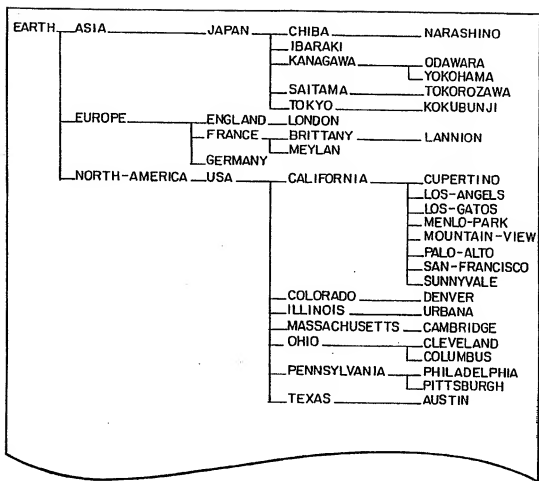 EARTH ASIA JAPAN CHIBA NARASHINO
IBARAKI
KANAGAWA ODAWARA
YOKOHAMA
SAITAMA TOKOROZAWA
TOKYO KOKUBUNJI
EUROPE ENGLAND LONDON
FRANCE BRITTANY LANNION
MEYLAN
GERMANY
NORTH-AMERICA USA CALIFORNIA CUPERTINO
LOS-ANGELS
LOS-GATOS
MENLO-PARK
MOUNTAIN-VIEW
PALO-ALTO
SAN-FRANCISCO
SUNNYVALE
COLORADO DENVER
ILLINOIS URBANA
MASSACHUSETTS CAMBRIDGE
OHIO CLEVELAND
COLUMBUS
PENNSYLVANIA PHILADELPHIA
PITTSBURGH
TEXAS AUSTIN